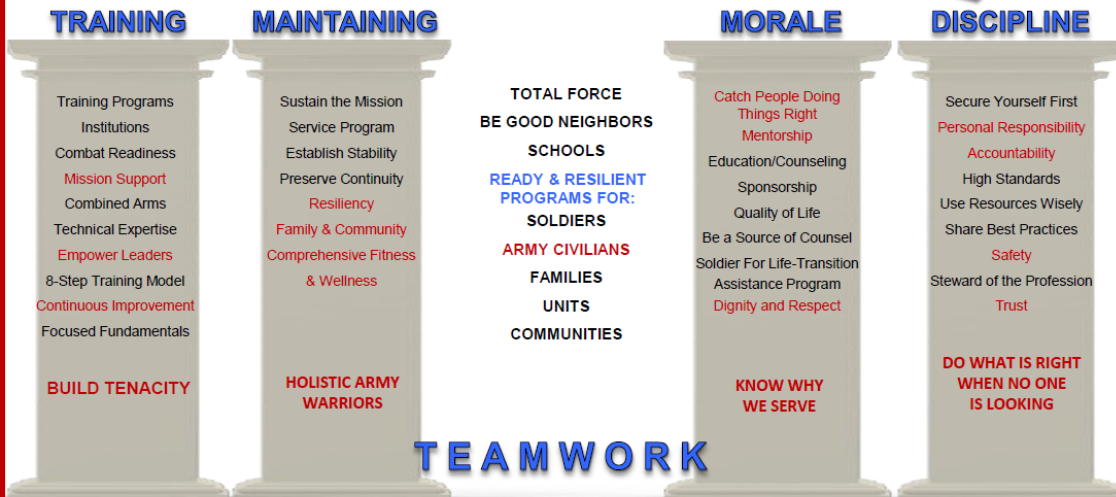 TRAINING
Training Programs
Institutions
Combat Readiness
Mission Support
Combined Arms
Technical Expertise
Empower Leaders
8-Step Training Model
Continuous Improvement
Focused Fundamentals
BUILD TENACITY
MAINTAINING
Sustain the Mission
Service Program
Establish Stability
Preserve Continuity
Resiliency
Family & Community
Comprehensive Fitness
& Wellness
HOLISTIC ARMY
WARRIORS
TOTAL FORCE
BE GOOD NEIGHBORS
SCHOOLS
READY & RESILIENT
PROGRAMS FOR:
SOLDIERS
ARMY CIVILIANS
FAMILIES
UNITS
COMMUNITIES
MORALE
Catch People Doing
Things Right
Mentorship
Education/Counseling
Sponsorship
Quality of Life
Be a Source of Counsel
Soldier For Life-Transition
Assistance Program
Dignity and Respect
KNOW WHY
WE SERVE
DISCIPLINE
Secure Yourself First
Personal Responsibility
Accountability
High Standards
Use Resources Wisely
Share Best Practices
Safety
Steward of the Profession
Trust
DO WHAT IS RIGHT
WHEN NO ONE
IS LOOKING
TEAMWORK